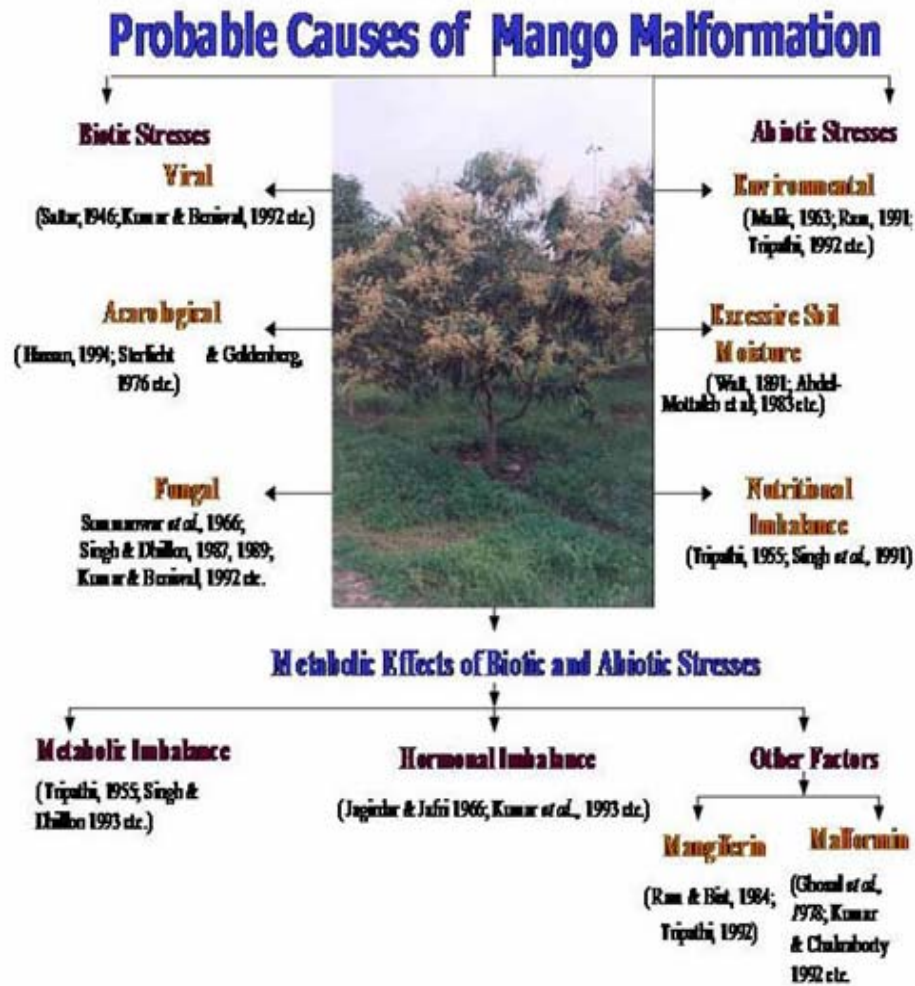 Probable Causes of Mango Malformation
Biotic Stresses
Viral
(Sattar, 1946; Kumar & Beniwal, 1992 etc.)
Acarological
( Hassan, 1994; Sterlicht & Goldenberg,
1976 etc.)
Fungal
et al., 1966;
Singh & Dhillon, 1987, 1989;
Kumar & Beniwal, 1992 etc.
Abiotic Stresses
Environmental
(Malik, 1963; Ram, 1991;
Tripathi, 1992 etc.)
Excessive Soil
Moisture
( 1891; Abdel-
et al; 1983 etc.)
Nutritional
Imbalance
(Tripathi, 1955; Singh et al., 1991)
Metabolic Effects of Biotic and Abiotic Stresses
Metabolic Imbalance
(Tripathi, 1955; Singh &
Dhillon 1993 etc.)
Hormonal Imbalance
(Jagirdar & Jafri 1966; Kumar et al., 1993 etc.)
Other Factors
Mangiferin
(Ram & Bist, 1984;
Tripathi, 1992)
Malformin
(Ghosal et al.,
1978; Kumar
& Chakraborty
1992 etc.